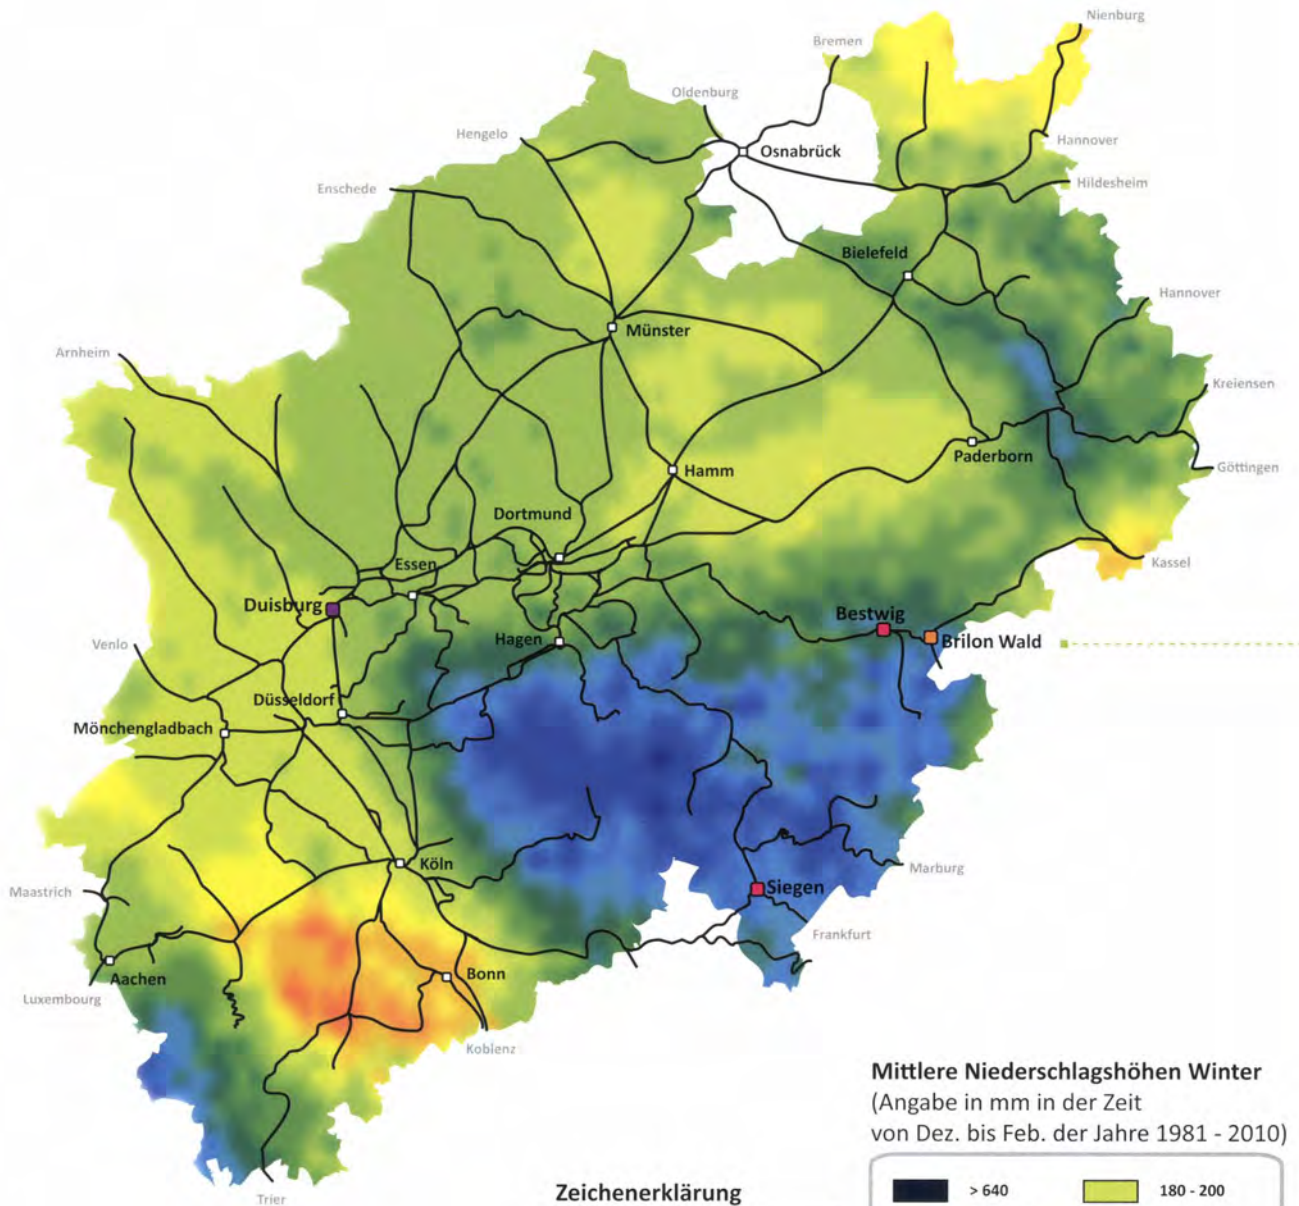 Nienburg
Bremen
Oldenburg
Hengelo
Hannover
Osnabrück
Enschede
Hildesheim
Bielefeld
Hannover
Münster
Arnheim
Kreiensen
Paderborn
Hamm
Göttingen
Dortmund
Essen
Kassel
Duisburg
Bestwig
Hagen
Brilon Wald
Venlo
Düsseldorf
Mönchengladbach
Köln
Marburg
Maastrich
Siegen
Frankfurt
Bonn
Aachen
Luxembourg
Koblenz
Mittlere Niederschlagshöhen Winter
(Angabe in mm in der Zeit
von Dez. bis Feb. der Jahre 1981 - 2010)
Zeichenerklärung
> 640
180 - 200
Trier